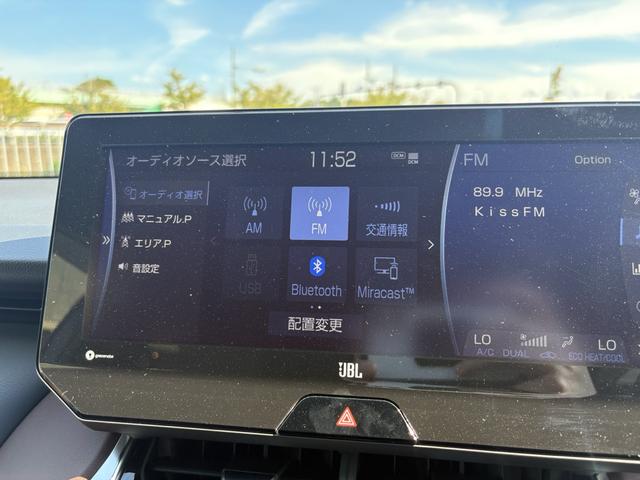 オーディオソース選択
11:52
DCM
DCM
FM
Option
オーディオ選択
マニュアル.P
エリア.P
音設定
AM
FM
交通情報
USB
Bluetooth
Miracast™
配置変更
89.9 MHz
KissFM
LO
LO
A/C DUAL
ECO HEAT/COOL
gracenote
JBL